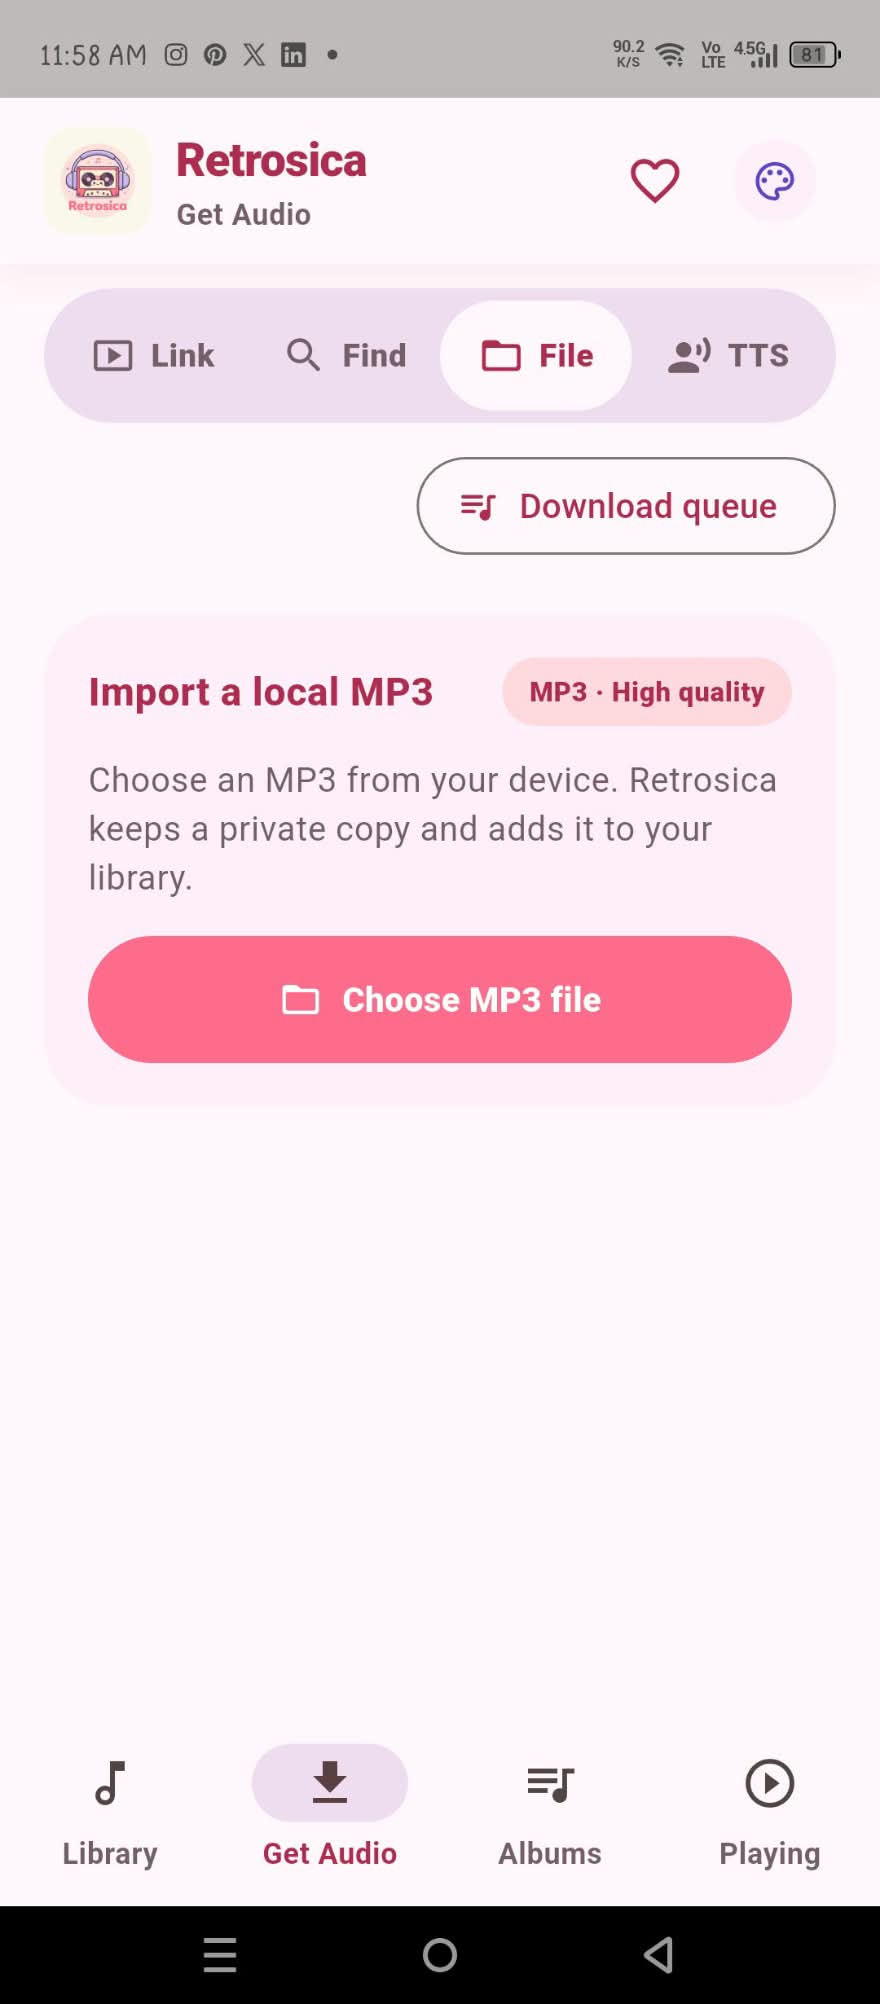 11:58 AM
90.2 K/S
Vo LTE
4.5G
81
Retrosica
Retrosica
Get Audio
Link
Find
File
TTS
Download queue
Import a local MP3
MP3 · High quality
Choose an MP3 from your device. Retrosica
keeps a private copy and adds it to your
library.
Choose MP3 file
Library
Get Audio
Albums
Playing